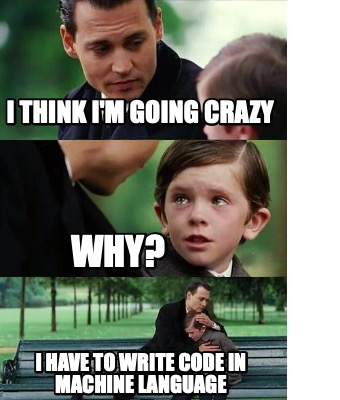 I THINK I'M GOING CRAZY
WHY?
I HAVE TO WRITE CODE IN
MACHINE LANGUAGE